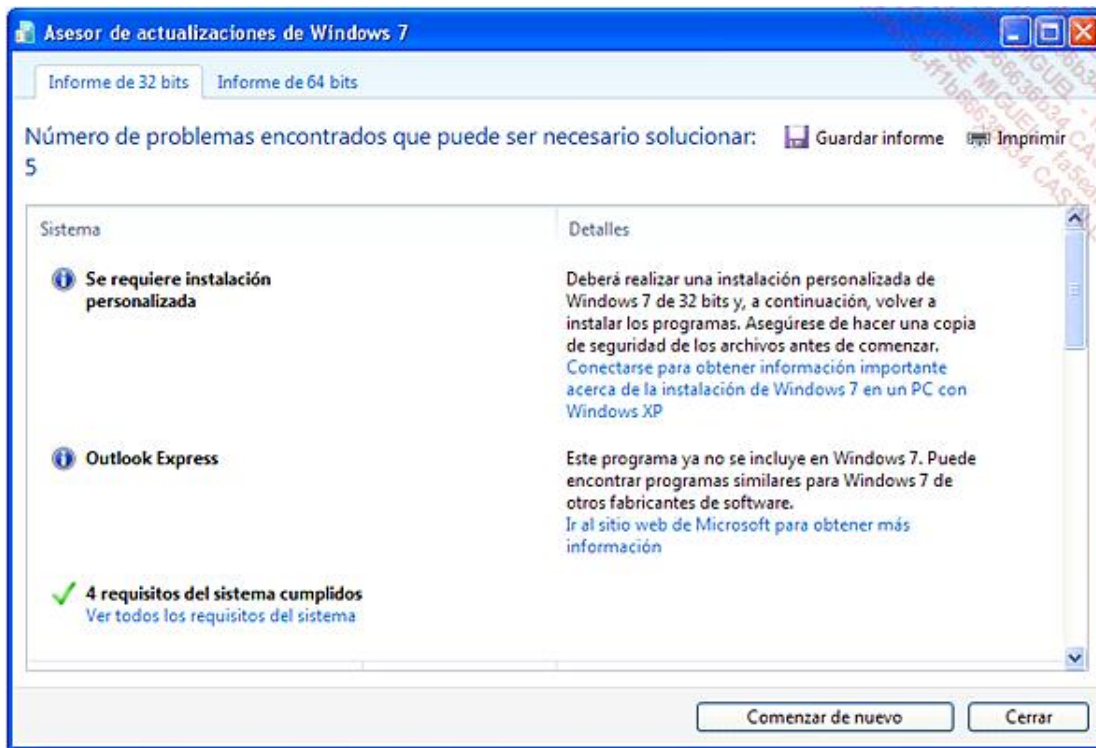 Asesor de actualizaciones de Windows 7
Informe de 32 bits Informe de 64 bits
Número de problemas encontrados que puede ser necesario solucionar:
5
Guardar informe Imprimir
Sistema Detalles
Se requiere instalación
personalizada
Deberá realizar una instalación personalizada de
Windows 7 de 32 bits y, a continuación, volver a
instalar los programas. Asegúrese de hacer una copia
de seguridad de los archivos antes de comenzar.
Conectarse para obtener información importante
acerca de la instalación de Windows 7 en un PC con
Windows XP
Outlook Express
Este programa ya no se incluye en Windows 7. Puede
encontrar programas similares para Windows 7 de
otros fabricantes de software.
Ir al sitio web de Microsoft para obtener más
información
4 requisitos del sistema cumplidos
Ver todos los requisitos del sistema
Comenzar de nuevo Cerrar